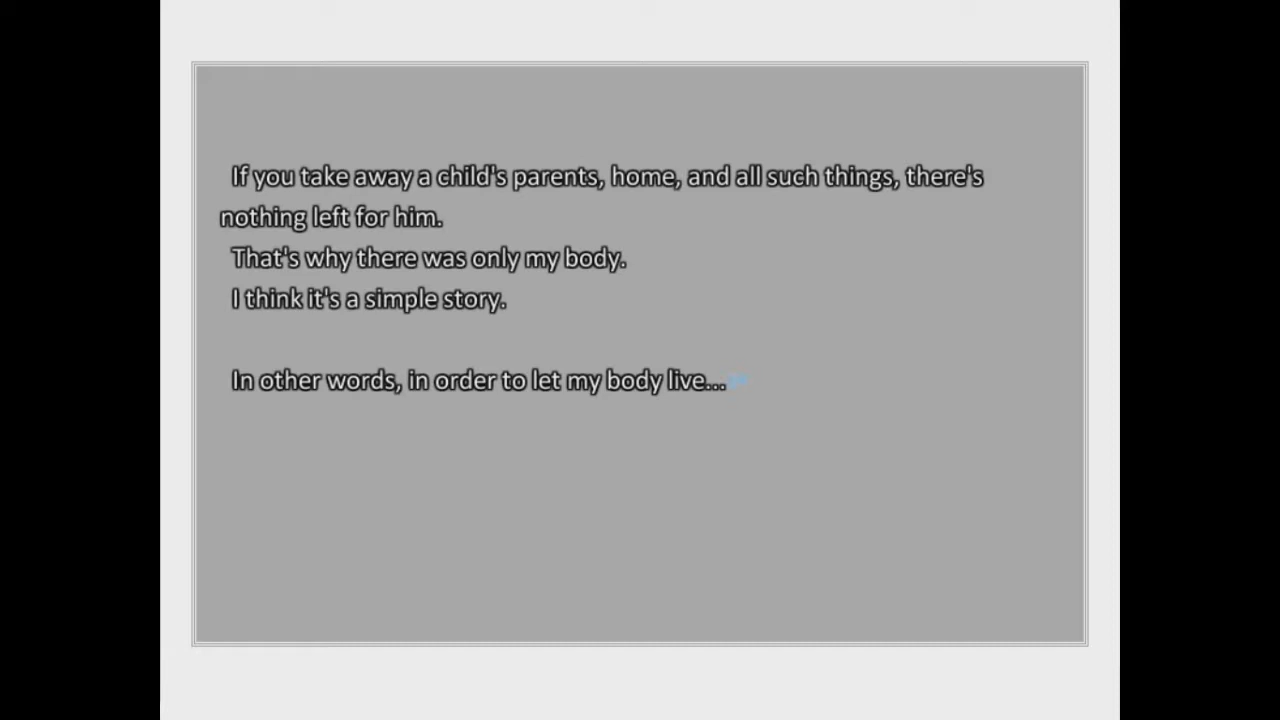 If you take away a child's parents, home, and all such things, there's
nothing left for him.
That's why there was only my body.
I think it's a simple story.
In other words, in order to let my body live...